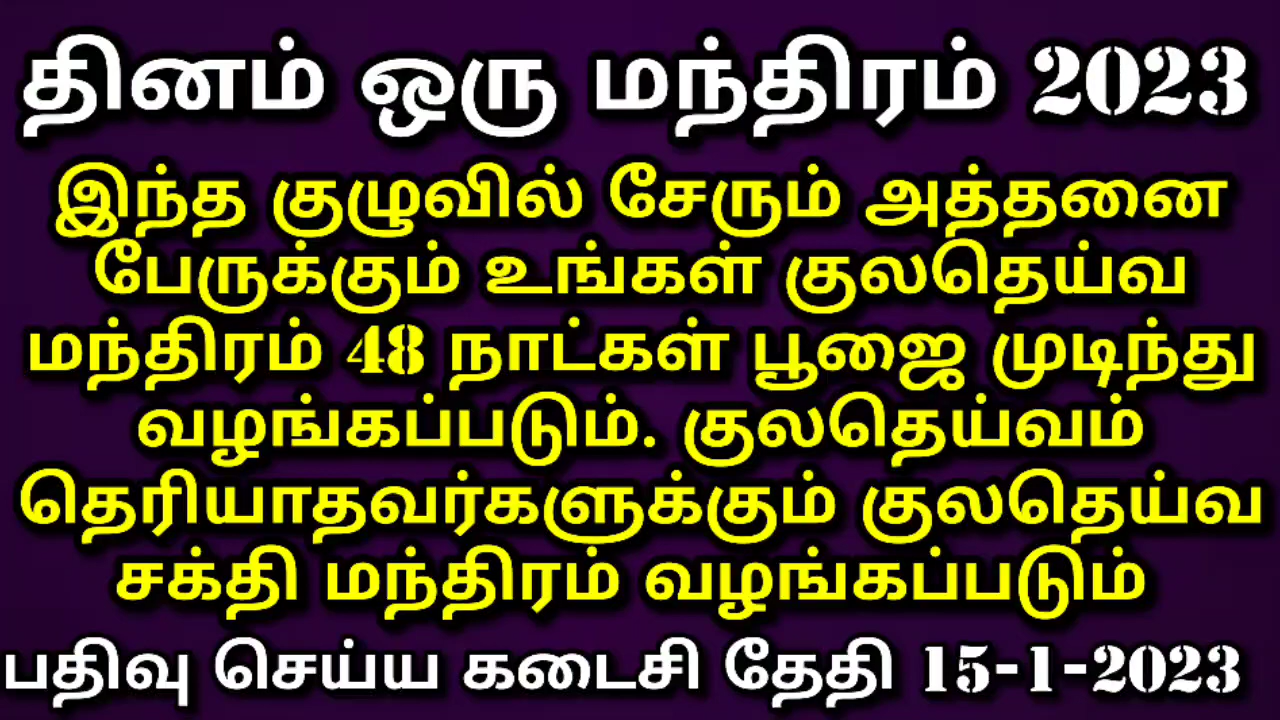 தினம் ஒரு மந்திரம் 2023
இந்த குழுவில் சேரும் அத்தனை
பேருக்கும் உங்கள் குலதெய்வ
மந்திரம் 48 நாட்கள் பூஜை முடிந்து
வழங்கப்படும். குலதெய்வம்
தெரியாதவர்களுக்கும் குலதெய்வ
சக்தி மந்திரம் வழங்கப்படும்
பதிவு செய்ய கடைசி தேதி 15-1-2023